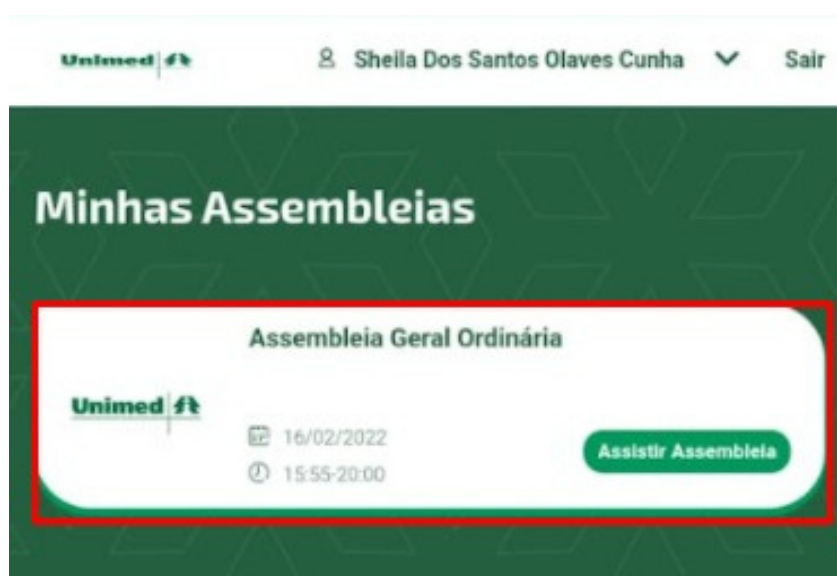 Unimed Sheila Dos Santos Olaves Cunha Sair
Minhas Assembleias
Assembleia Geral Ordinária
Unimed
16/02/2022
15:55-20:00
Assistir Assembleia